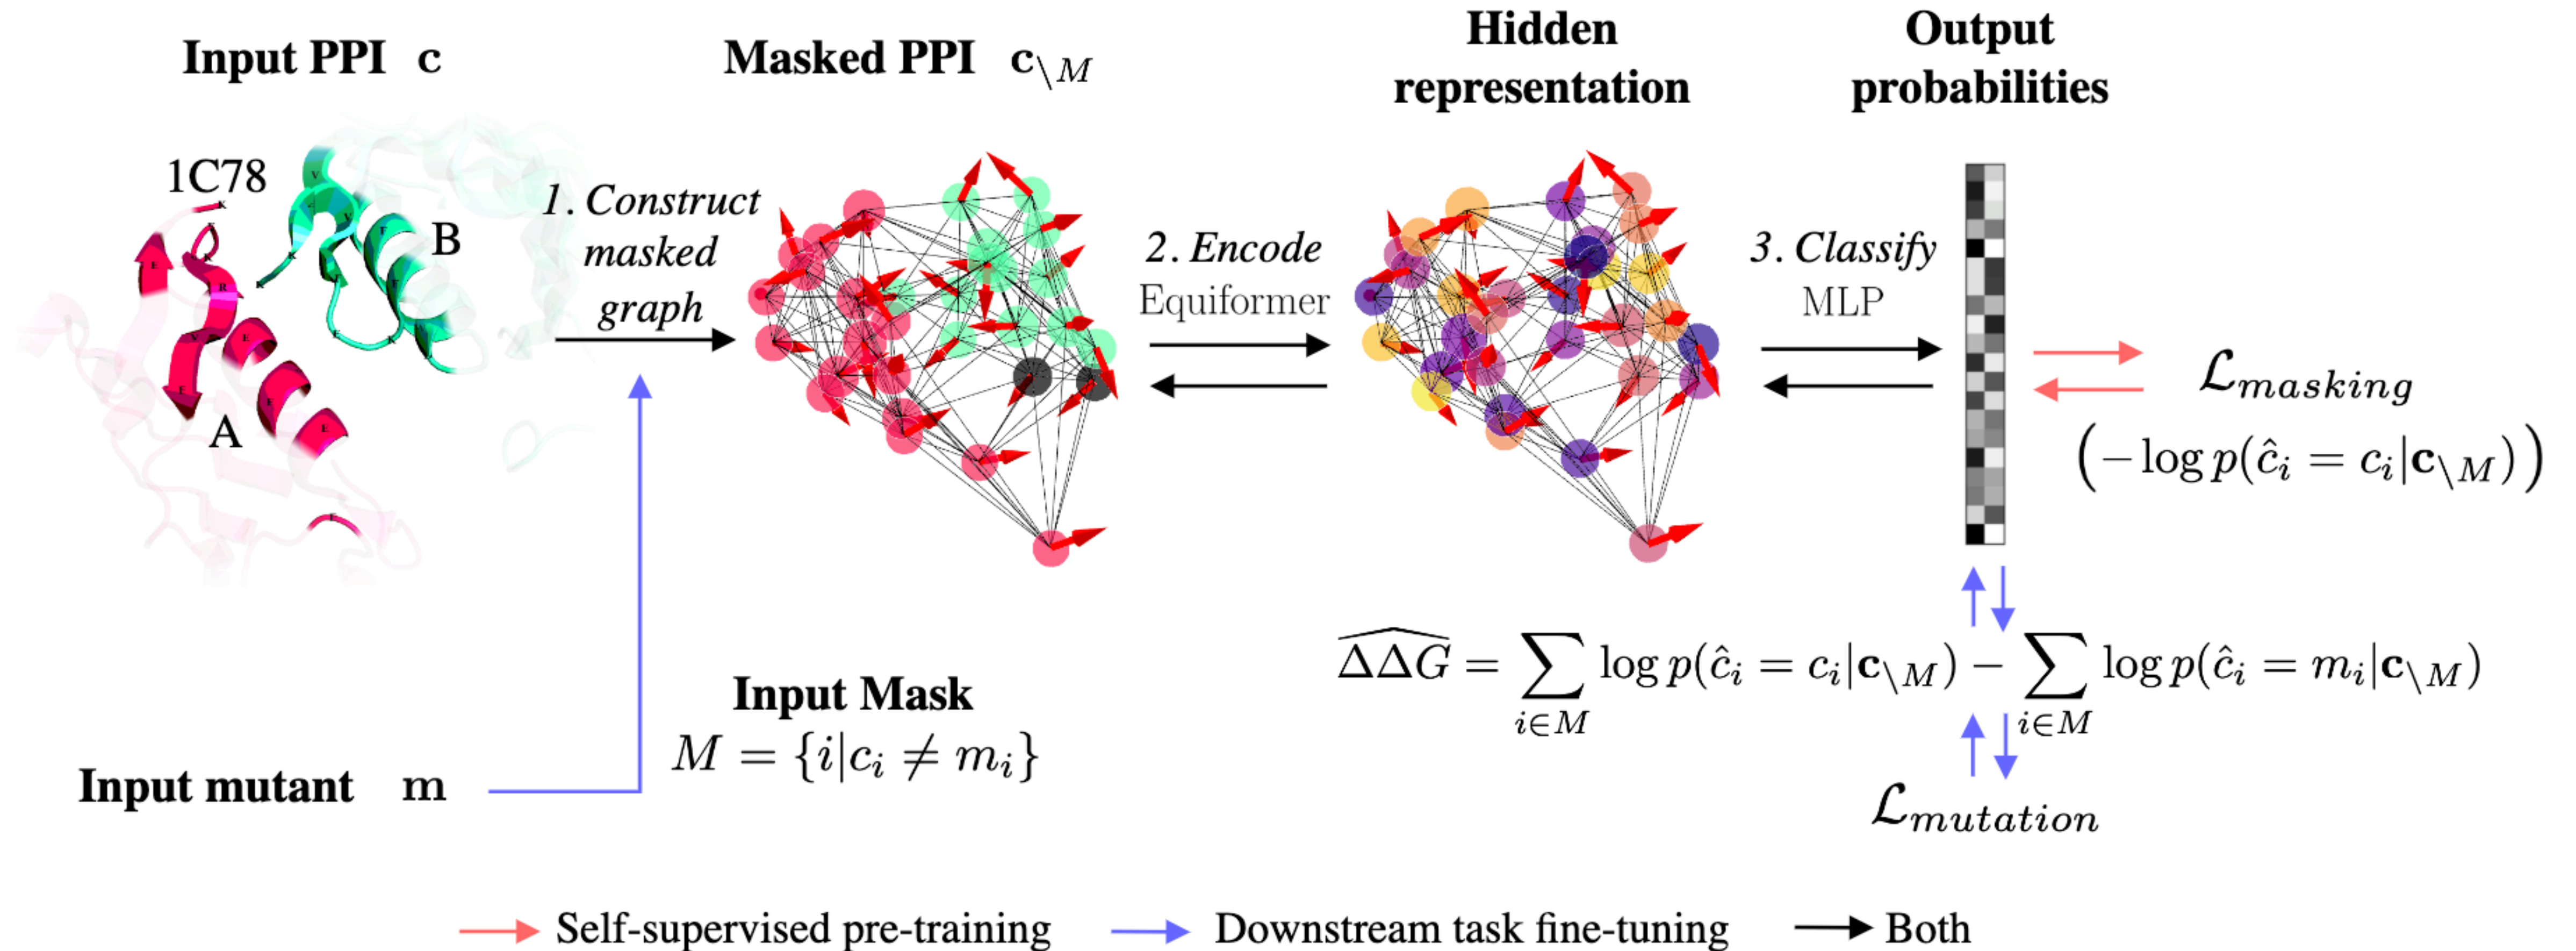 Input PPI c
Masked PPI c\M
Hidden
representation
Output
probabilities
1C78
A
B
1. Construct
masked
graph
2. Encode
Equiformer
3. Classify
MLP
ℒmasking
(−log p(ĉᵢ = cᵢ|c\M))
\widehat{ΔΔG} = ∑i∈M log p(ĉᵢ = cᵢ|c\M) − ∑i∈M log p(ĉᵢ = mᵢ|c\M)
ℒmutation
Input Mask
M = {i|cᵢ ≠ mᵢ}
Input mutant m
Self-supervised pre-training
Downstream task fine-tuning
Both